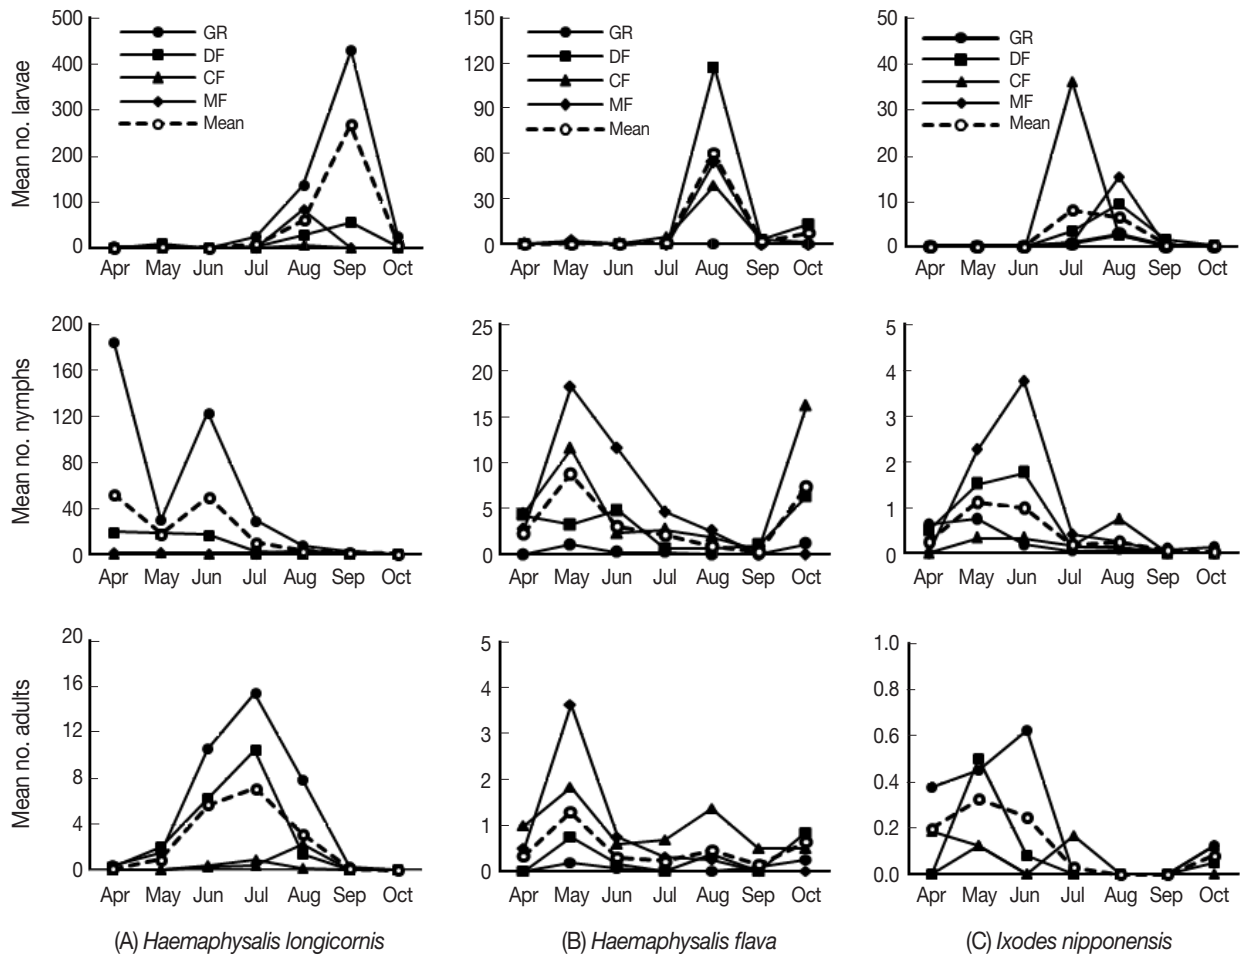 Mean no. larvae
500
400
300
200
100
0
GR
DF
CF
MF
Mean
Apr May Jun Jul Aug Sep Oct
150
120
90
60
30
0
GR
DF
CF
MF
Mean
Apr May Jun Jul Aug Sep Oct
50
40
30
20
10
0
GR
DF
CF
MF
Mean
Apr May Jun Jul Aug Sep Oct
Mean no. nymphs
200
160
120
80
40
0
Apr May Jun Jul Aug Sep Oct
25
20
15
10
5
0
Apr May Jun Jul Aug Sep Oct
5
4
3
2
1
0
Apr May Jun Jul Aug Sep Oct
Mean no. adults
20
16
12
8
4
0
Apr May Jun Jul Aug Sep Oct
5
4
3
2
1
0
Apr May Jun Jul Aug Sep Oct
1.0
0.8
0.6
0.4
0.2
0.0
Apr May Jun Jul Aug Sep Oct
(A) Haemaphysalis longicornis
(B) Haemaphysalis flava
(C) Ixodes nipponensis